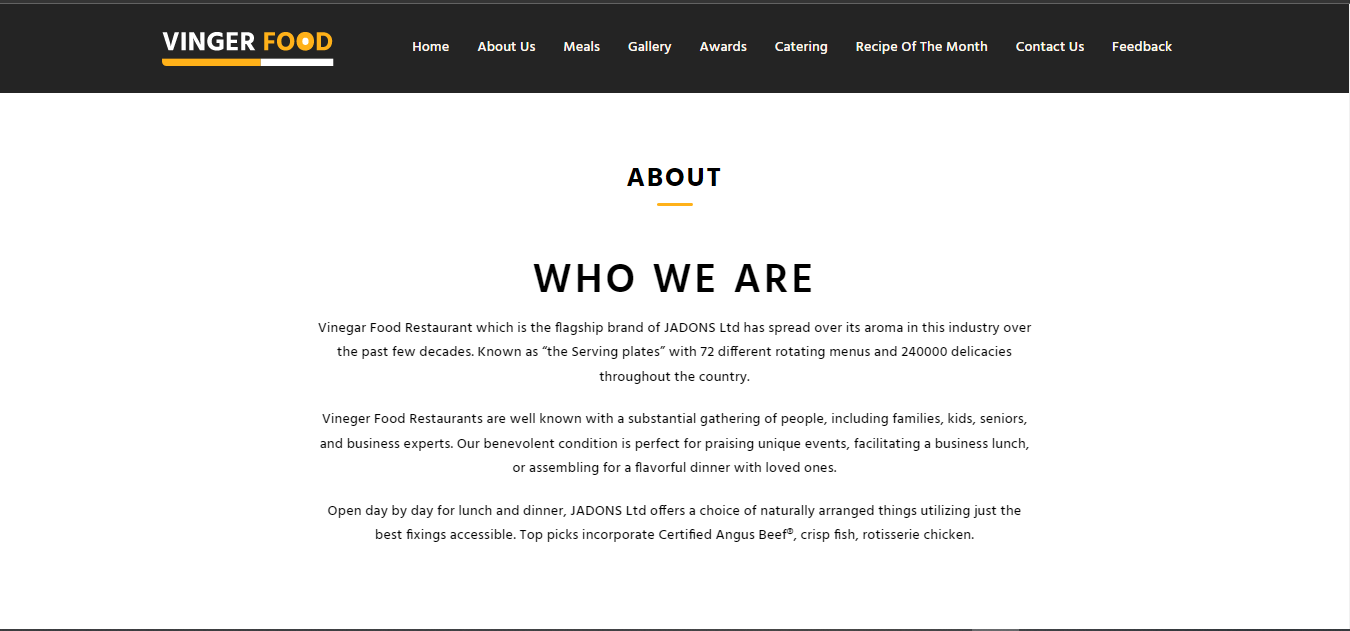 VINGER FOOD
Home About Us Meals Gallery Awards Catering Recipe Of The Month Contact Us Feedback
ABOUT
WHO WE ARE
Vinegar Food Restaurant which is the flagship brand of JADONS Ltd has spread over its aroma in this industry over
the past few decades. Known as “the Serving plates” with 72 different rotating menus and 240000 delicacies
throughout the country.
Vineger Food Restaurants are well known with a substantial gathering of people, including families, kids, seniors,
and business experts. Our benevolent condition is perfect for praising unique events, facilitating a business lunch,
or assembling for a flavorful dinner with loved ones.
Open day by day for lunch and dinner, JADONS Ltd offers a choice of naturally arranged things utilizing just the
best fixings accessible. Top picks incorporate Certified Angus Beef®, crisp fish, rotisserie chicken.